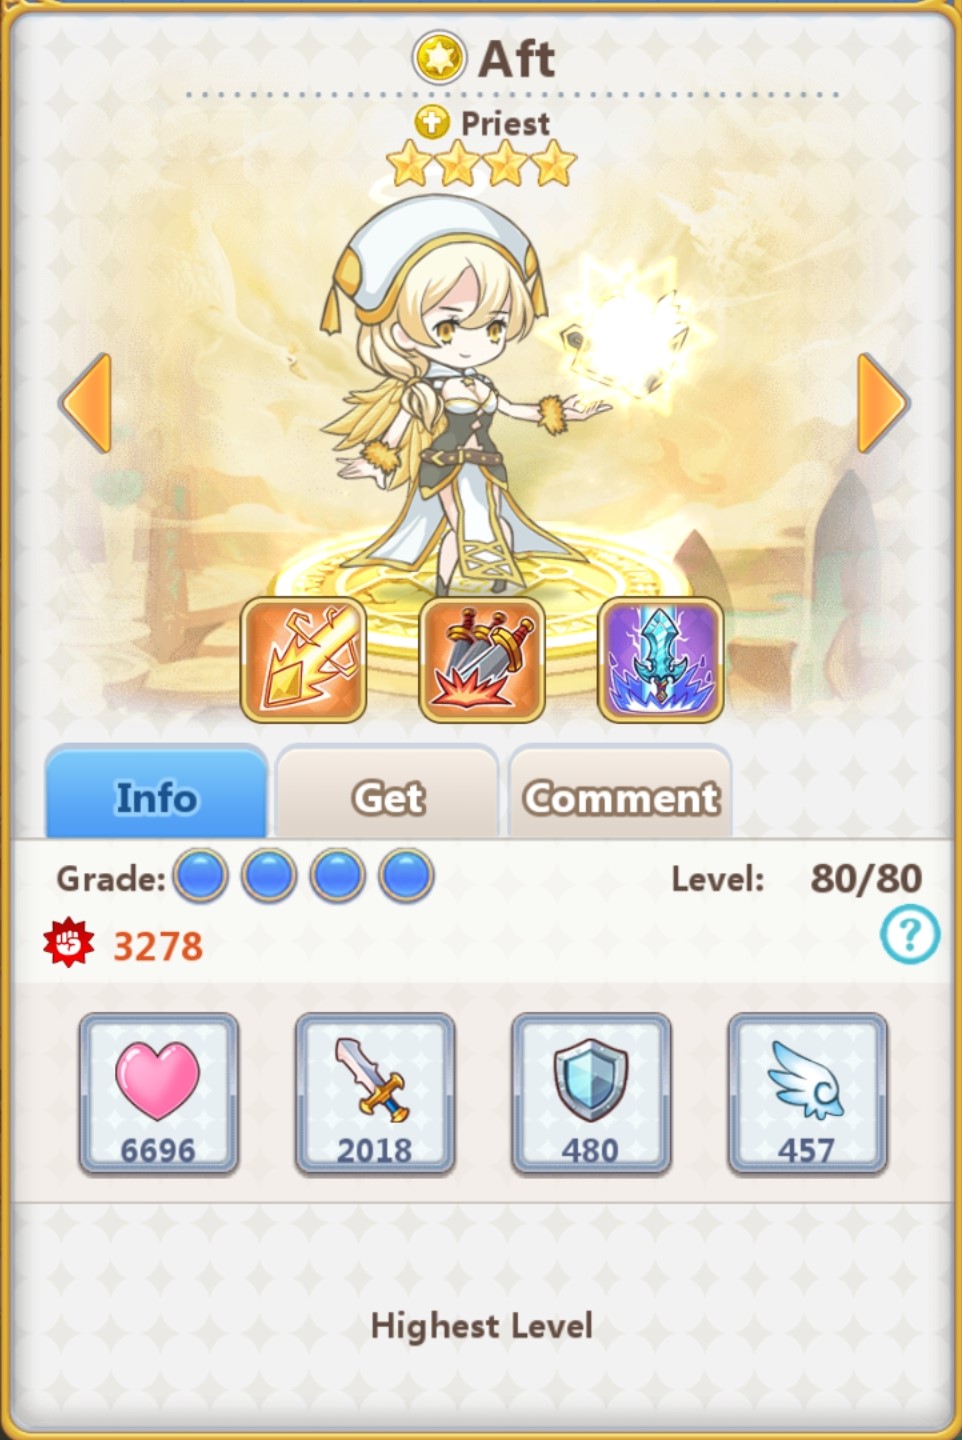 Aft
Priest
Info
Get
Comment
Grade:
Level: 80/80
3278
?
6696
2018
480
457
Highest Level